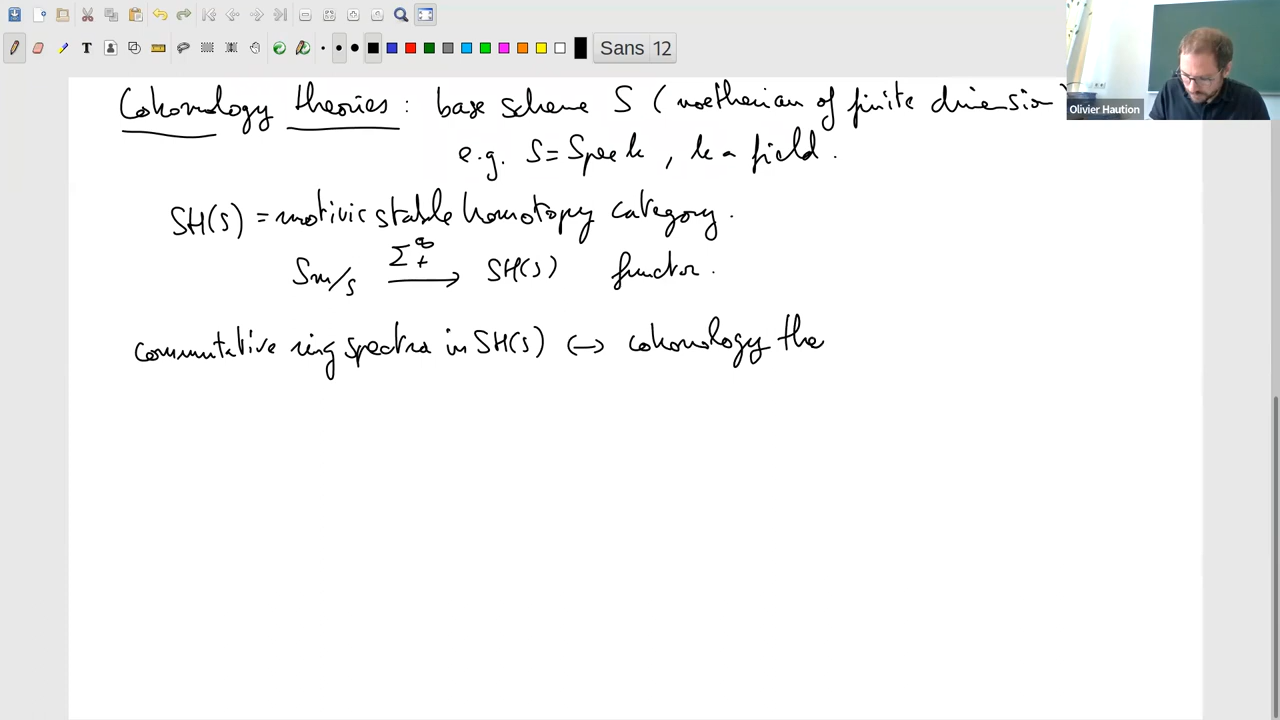 Sans 12
Olivier Haution
Cohomology theories : base scheme S (noetherian of finite dimension)
e.g. S = Spec k , k a field .
SH(S) = motivic stable homotopy category .
Sm/S Σ^∞_+ → SH(S) functor .
commutative ring spectra in SH(S) ↔ cohomology the